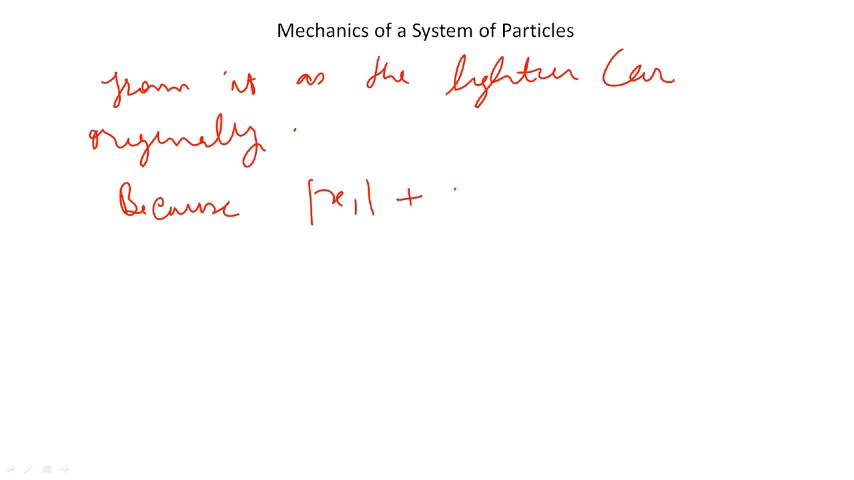 Mechanics of a System of Particles
from it as the lighter Car
originally .
Because |x₁| +